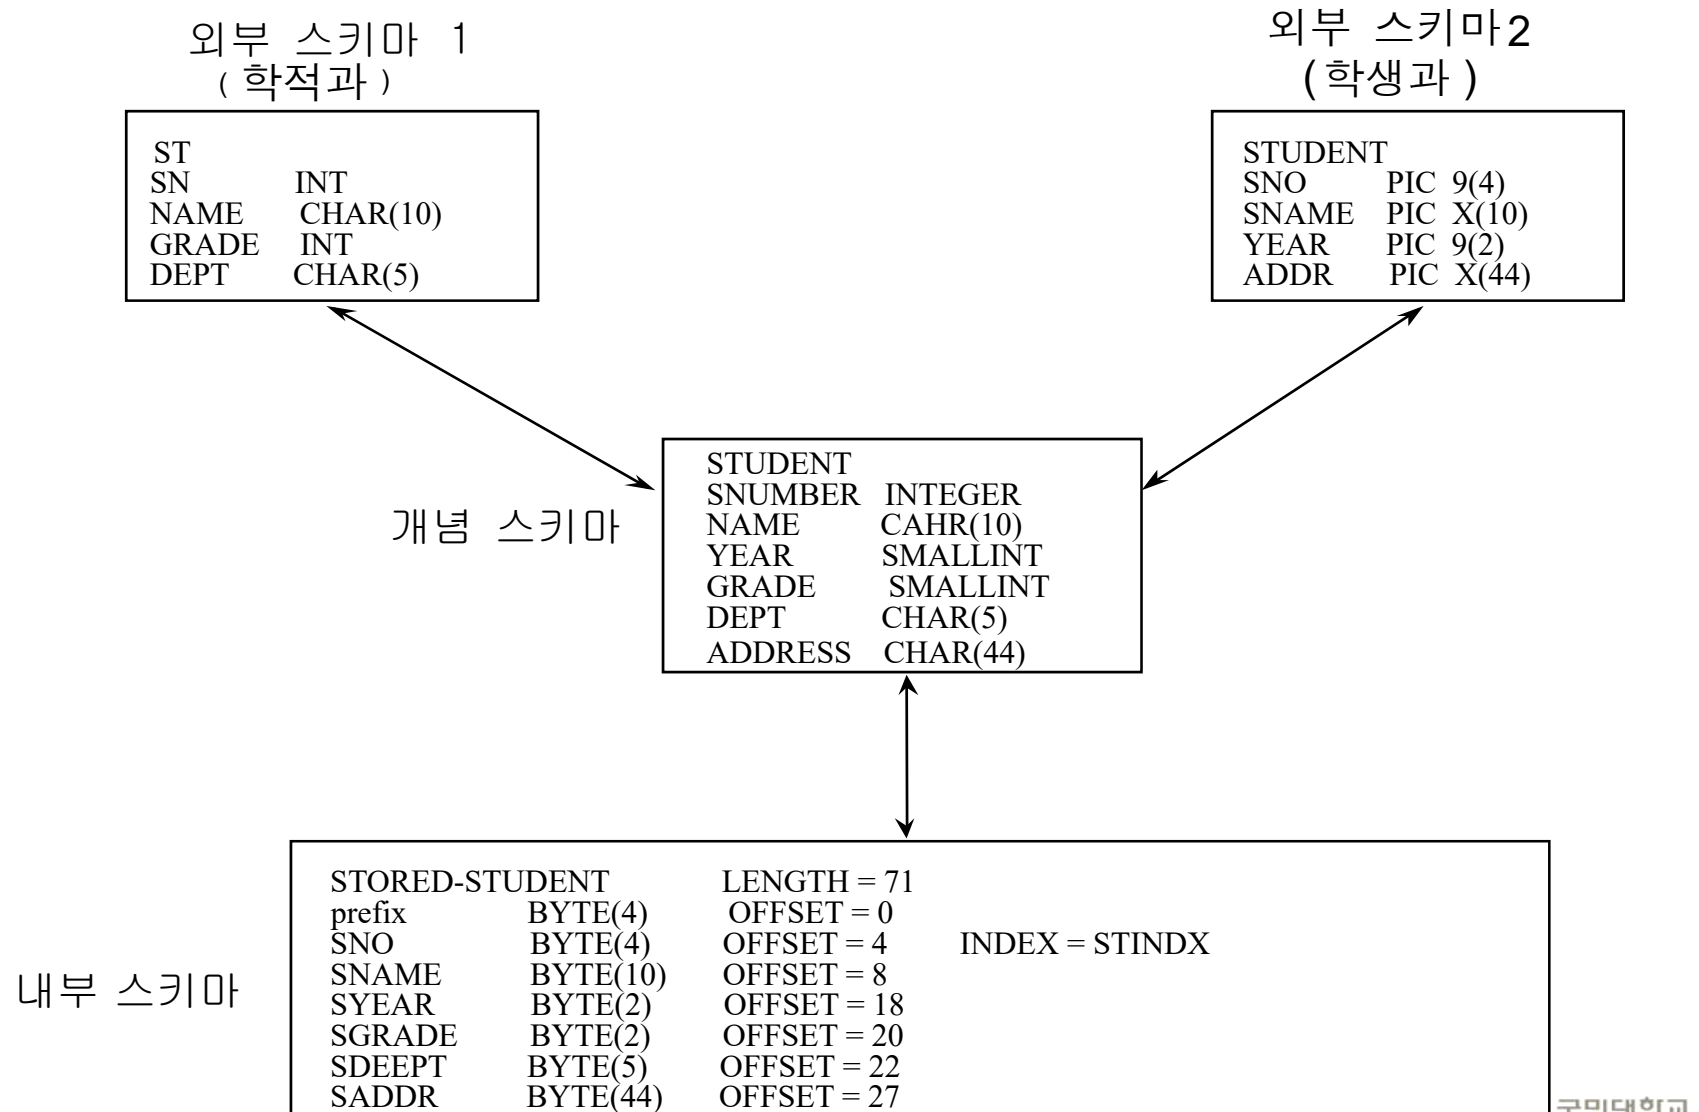 외부 스키마 1
( 학적과 )
ST
SN INT
NAME CHAR(10)
GRADE INT
DEPT CHAR(5)
외부 스키마2
(학생과 )
STUDENT
SNO PIC 9(4)
SNAME PIC X(10)
YEAR PIC 9(2)
ADDR PIC X(44)
개념 스키마
STUDENT
SNUMBER INTEGER
NAME CAHR(10)
YEAR SMALLINT
GRADE SMALLINT
DEPT CHAR(5)
ADDRESS CHAR(44)
내부 스키마
STORED-STUDENT LENGTH = 71
prefix BYTE(4) OFFSET = 0
SNO BYTE(4) OFFSET = 4 INDEX = STINDX
SNAME BYTE(10) OFFSET = 8
SYEAR BYTE(2) OFFSET = 18
SGRADE BYTE(2) OFFSET = 20
SDEEPT BYTE(5) OFFSET = 22
SADDR BYTE(44) OFFSET = 27